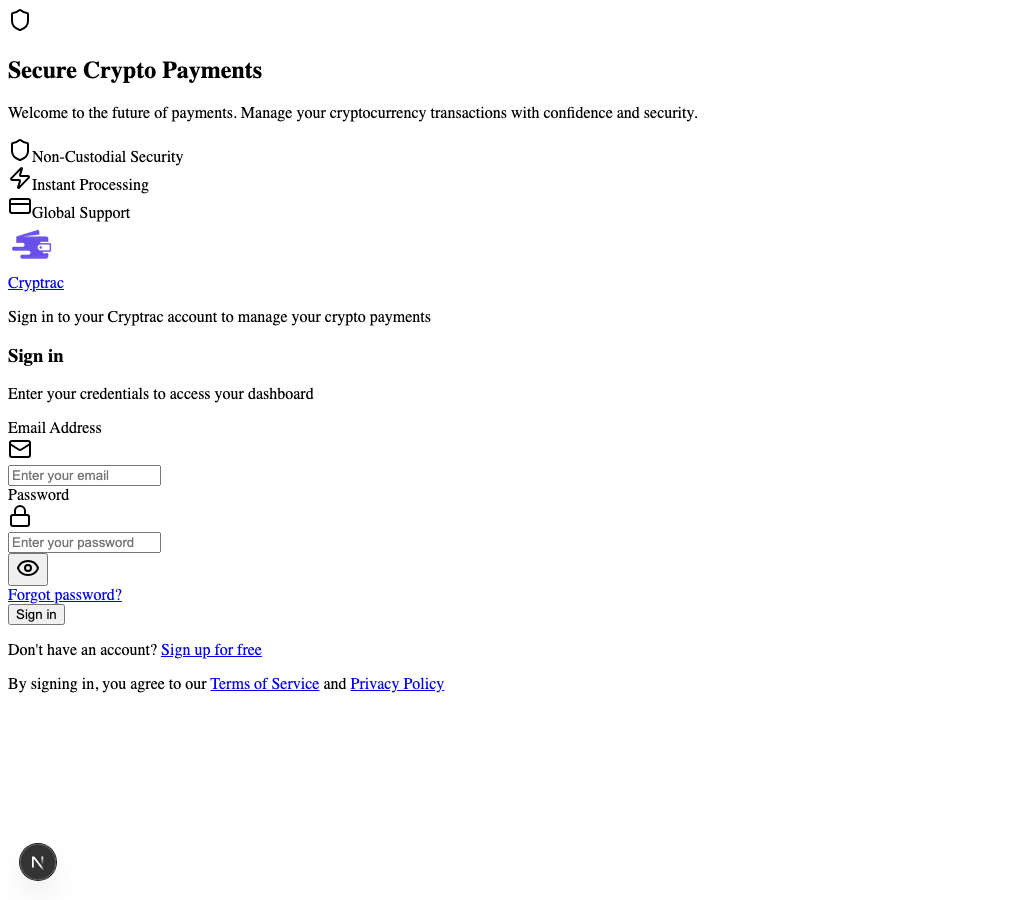 Secure Crypto Payments
Welcome to the future of payments. Manage your cryptocurrency transactions with confidence and security.
Non-Custodial Security
Instant Processing
Global Support
Cryptrac
Sign in to your Cryptrac account to manage your crypto payments
Sign in
Enter your credentials to access your dashboard
Email Address
Enter your email
Password
Enter your password
Forgot password?
Sign in
Don't have an account? Sign up for free
By signing in, you agree to our Terms of Service and Privacy Policy
N